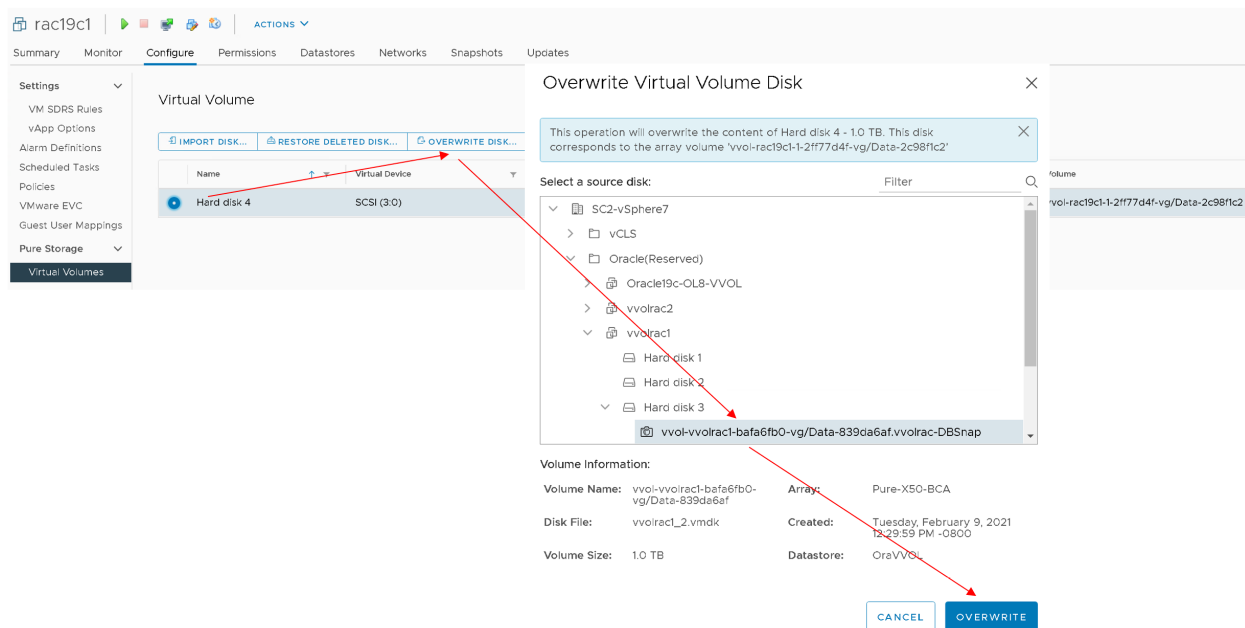 rac19c1 ACTIONS
Summary Monitor Configure Permissions Datastores Networks Snapshots Updates
Settings
VM SDRS Rules
vApp Options
Alarm Definitions
Scheduled Tasks
Policies
VMware EVC
Guest User Mappings
Pure Storage
Virtual Volumes
Virtual Volume
IMPORT DISK... RESTORE DELETED DISK... OVERWRITE DISK...
Name Virtual Device
Hard disk 4 SCSI (3:0)
Volume
vvol-rac19c1-1-2ff77d4f-vg/Data-2c98f1c2
Overwrite Virtual Volume Disk
This operation will overwrite the content of Hard disk 4 - 1.0 TB. This disk
corresponds to the array volume 'vvol-rac19c1-1-2ff77d4f-vg/Data-2c98f1c2'
Select a source disk: Filter
SC2-vSphere7
vCLS
Oracle(Reserved)
Oracle19c-OL8-VVOL
vvolrac2
vvolrac1
Hard disk 1
Hard disk 2
Hard disk 3
vvol-vvolrac1-bafa6fb0-vg/Data-839da6af.vvolrac-DBSnap
Volume Information:
Volume Name: vvol-vvolrac1-bafa6fb0-
vg/Data-839da6af
Array: Pure-X50-BCA
Disk File: vvolrac1_2.vmdk
Created: Tuesday, February 9, 2021
12:29:59 PM -0800
Volume Size: 1.0 TB
Datastore: OraVVOL
CANCEL OVERWRITE